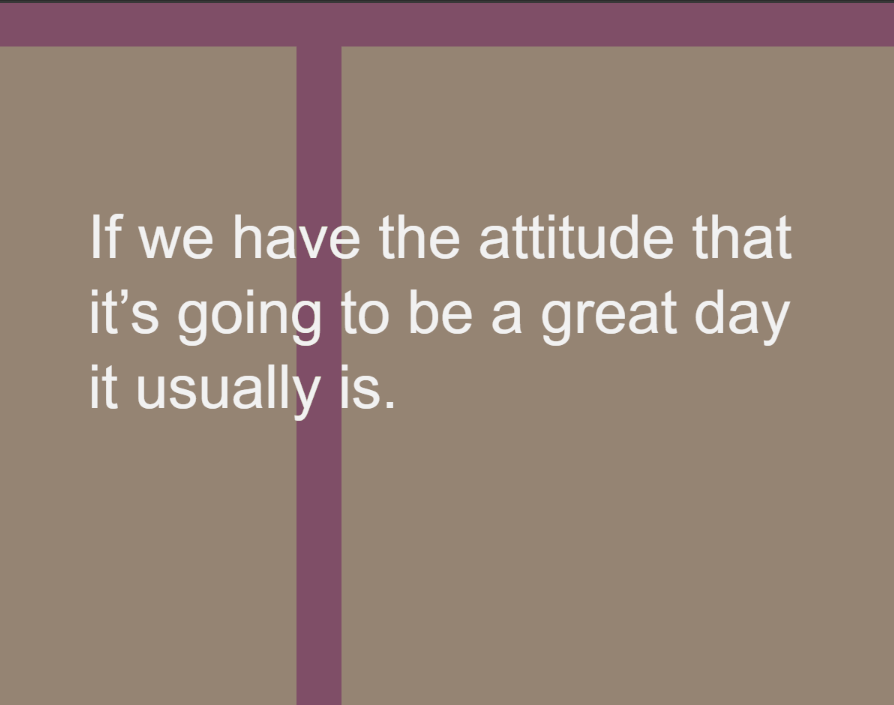 If we have the attitude that
it’s going to be a great day
it usually is.